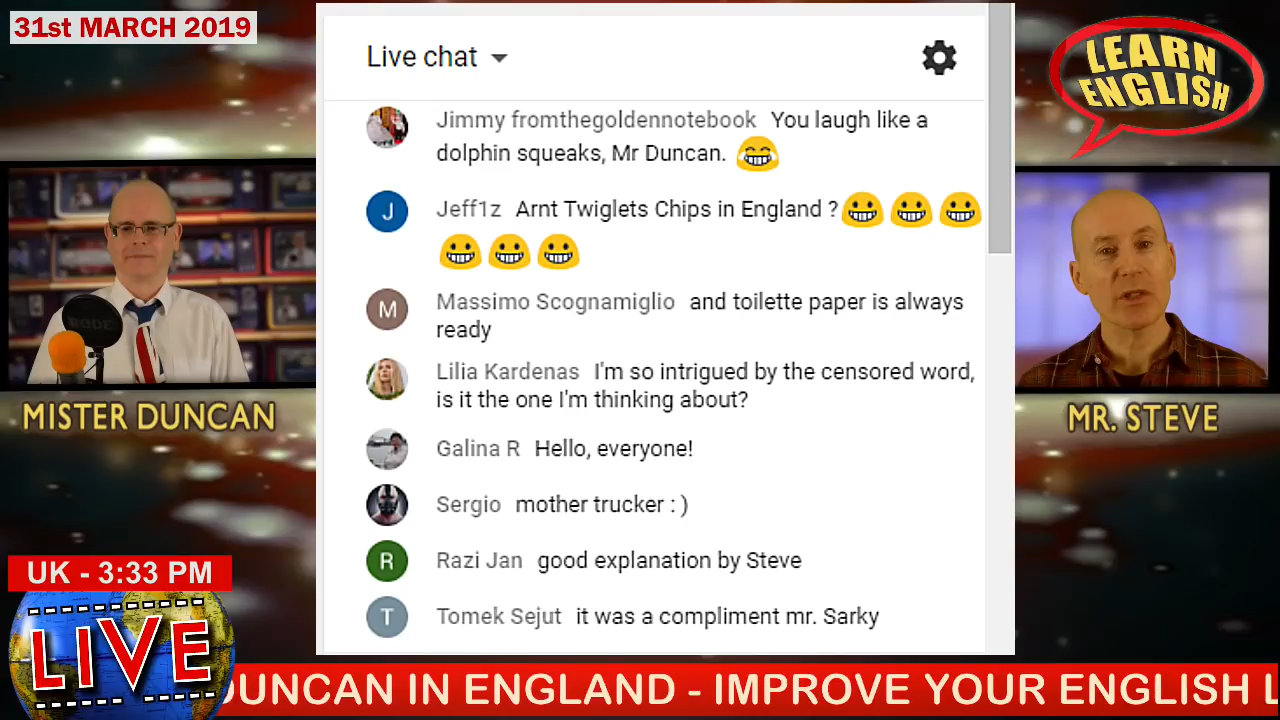 31st MARCH 2019
Live chat
LEARN
ENGLISH
Jimmy fromthegoldennotebook You laugh like a
dolphin squeaks, Mr Duncan. 😂
J
Jeff1z Arnt Twiglets Chips in England ?😀 😀 😀
😀 😀 😀
M
Massimo Scognamiglio and toilette paper is always
ready
Lilia Kardenas I'm so intrigued by the censored word,
is it the one I'm thinking about?
RODE
MISTER DUNCAN
MR. STEVE
Galina R Hello, everyone!
Sergio mother trucker : )
R
Razi Jan good explanation by Steve
T
Tomek Sejut it was a compliment mr. Sarky
UK - 3:33 PM
LIVE
DUNCAN IN ENGLAND - IMPROVE YOUR ENGLISH L